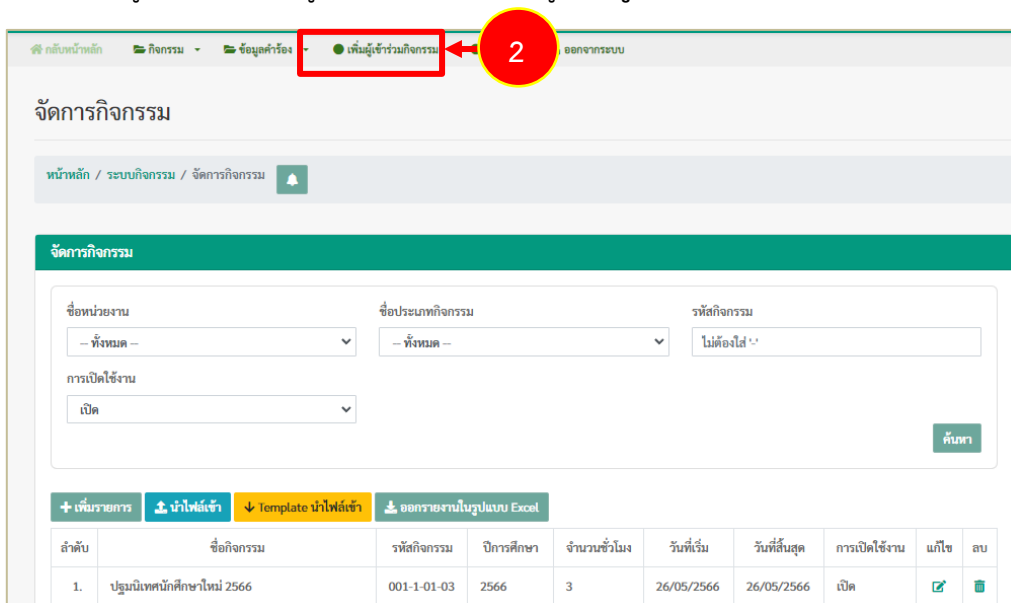 กลับหน้าหลัก กิจกรรม ข้อมูลคำร้อง เพิ่มผู้เข้าร่วมกิจกรรม 2 ออกจากระบบ
จัดการกิจกรรม
หน้าหลัก / ระบบกิจกรรม / จัดการกิจกรรม
จัดการกิจกรรม
ชื่อหน่วยงาน ชื่อประเภทกิจกรรม รหัสกิจกรรม
-- ทั้งหมด -- -- ทั้งหมด -- ไม่ต้องใส่ '-'
การเปิดใช้งาน
เปิด
ค้นหา
เพิ่มรายการ นำไฟล์เข้า Template นำไฟล์เข้า ออกรายงานในรูปแบบ Excel
ลำดับ ชื่อกิจกรรม รหัสกิจกรรม ปีการศึกษา จำนวนชั่วโมง วันที่เริ่ม วันที่สิ้นสุด การเปิดใช้งาน แก้ไข ลบ
1. ปฐมนิเทศนักศึกษาใหม่ 2566 001-1-01-03 2566 3 26/05/2566 26/05/2566 เปิด